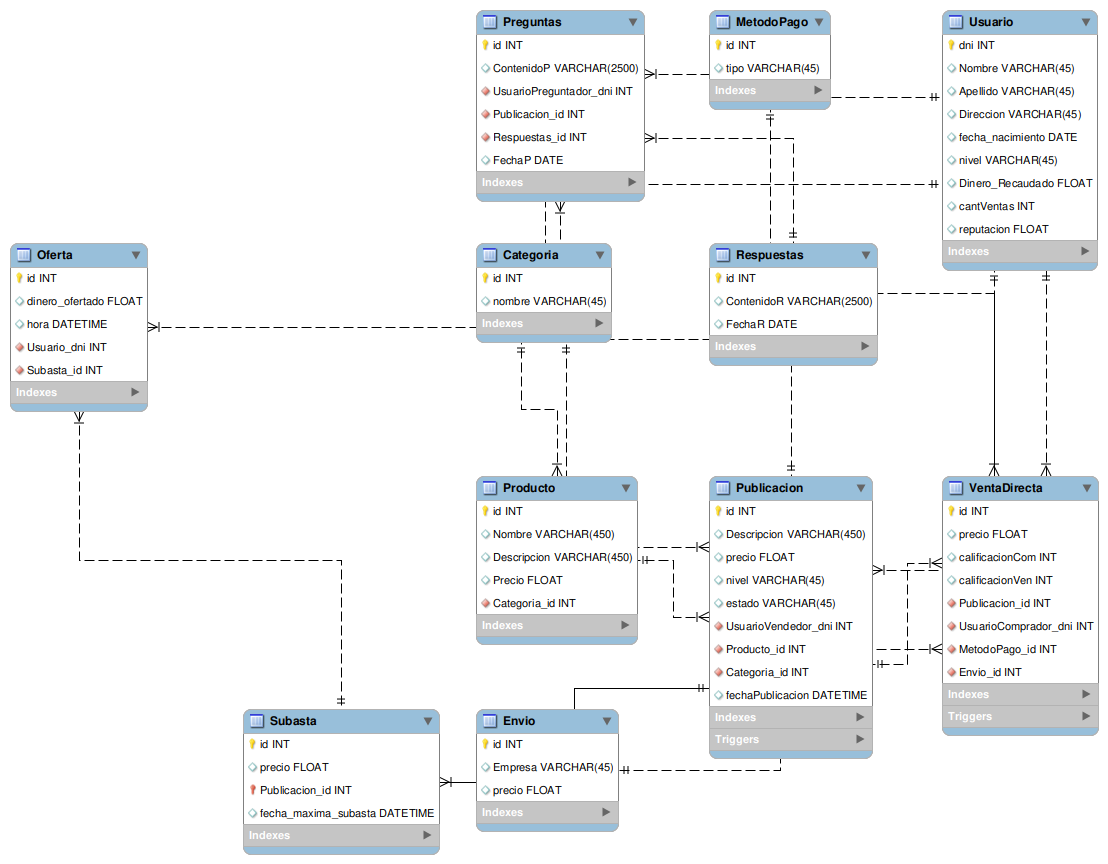 Preguntas
id INT
ContenidoP VARCHAR(2500)
UsuarioPreguntador_dni INT
Publicacion_id INT
Respuestas_id INT
FechaP DATE
Indexes
MetodoPago
id INT
tipo VARCHAR(45)
Indexes
Usuario
dni INT
Nombre VARCHAR(45)
Apellido VARCHAR(45)
Direccion VARCHAR(45)
fecha_nacimiento DATE
nivel VARCHAR(45)
Dinero_Recaudado FLOAT
cantVentas INT
reputacion FLOAT
Indexes
Oferta
id INT
dinero_ofertado FLOAT
hora DATETIME
Usuario_dni INT
Subasta_id INT
Indexes
Categoria
id INT
nombre VARCHAR(45)
Indexes
Respuestas
id INT
ContenidoR VARCHAR(2500)
FechaR DATE
Indexes
Producto
id INT
Nombre VARCHAR(450)
Descripcion VARCHAR(450)
Precio FLOAT
Categoria_id INT
Indexes
Publicacion
id INT
Descripcion VARCHAR(450)
precio FLOAT
nivel VARCHAR(45)
estado VARCHAR(45)
UsuarioVendedor_dni INT
Producto_id INT
Categoria_id INT
fechaPublicacion DATETIME
Indexes
Triggers
VentaDirecta
id INT
precio FLOAT
calificacionCom INT
calificacionVen INT
Publicacion_id INT
UsuarioComprador_dni INT
MetodoPago_id INT
Envio_id INT
Indexes
Triggers
Subasta
id INT
precio FLOAT
Publicacion_id INT
fecha_maxima_subasta DATETIME
Indexes
Envio
id INT
Empresa VARCHAR(45)
precio FLOAT
Indexes